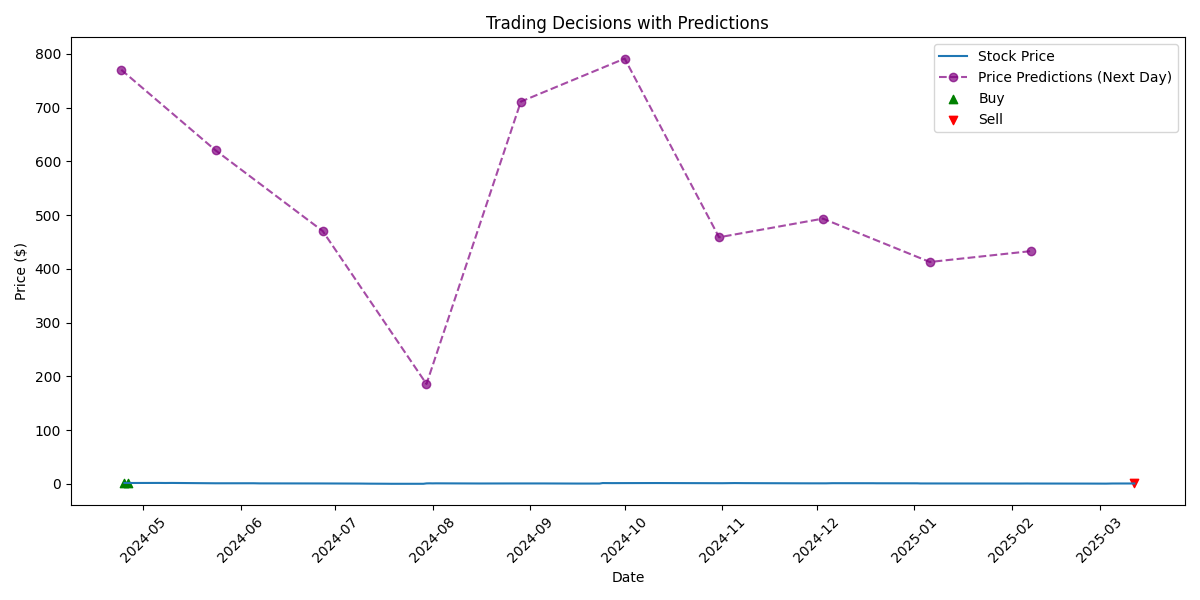 Trading Decisions with Predictions
Stock Price
Price Predictions (Next Day)
Buy
Sell
Price ($)
800
700
600
500
400
300
200
100
0
2024-05
2024-06
2024-07
2024-08
2024-09
2024-10
2024-11
2024-12
2025-01
2025-02
2025-03
Date